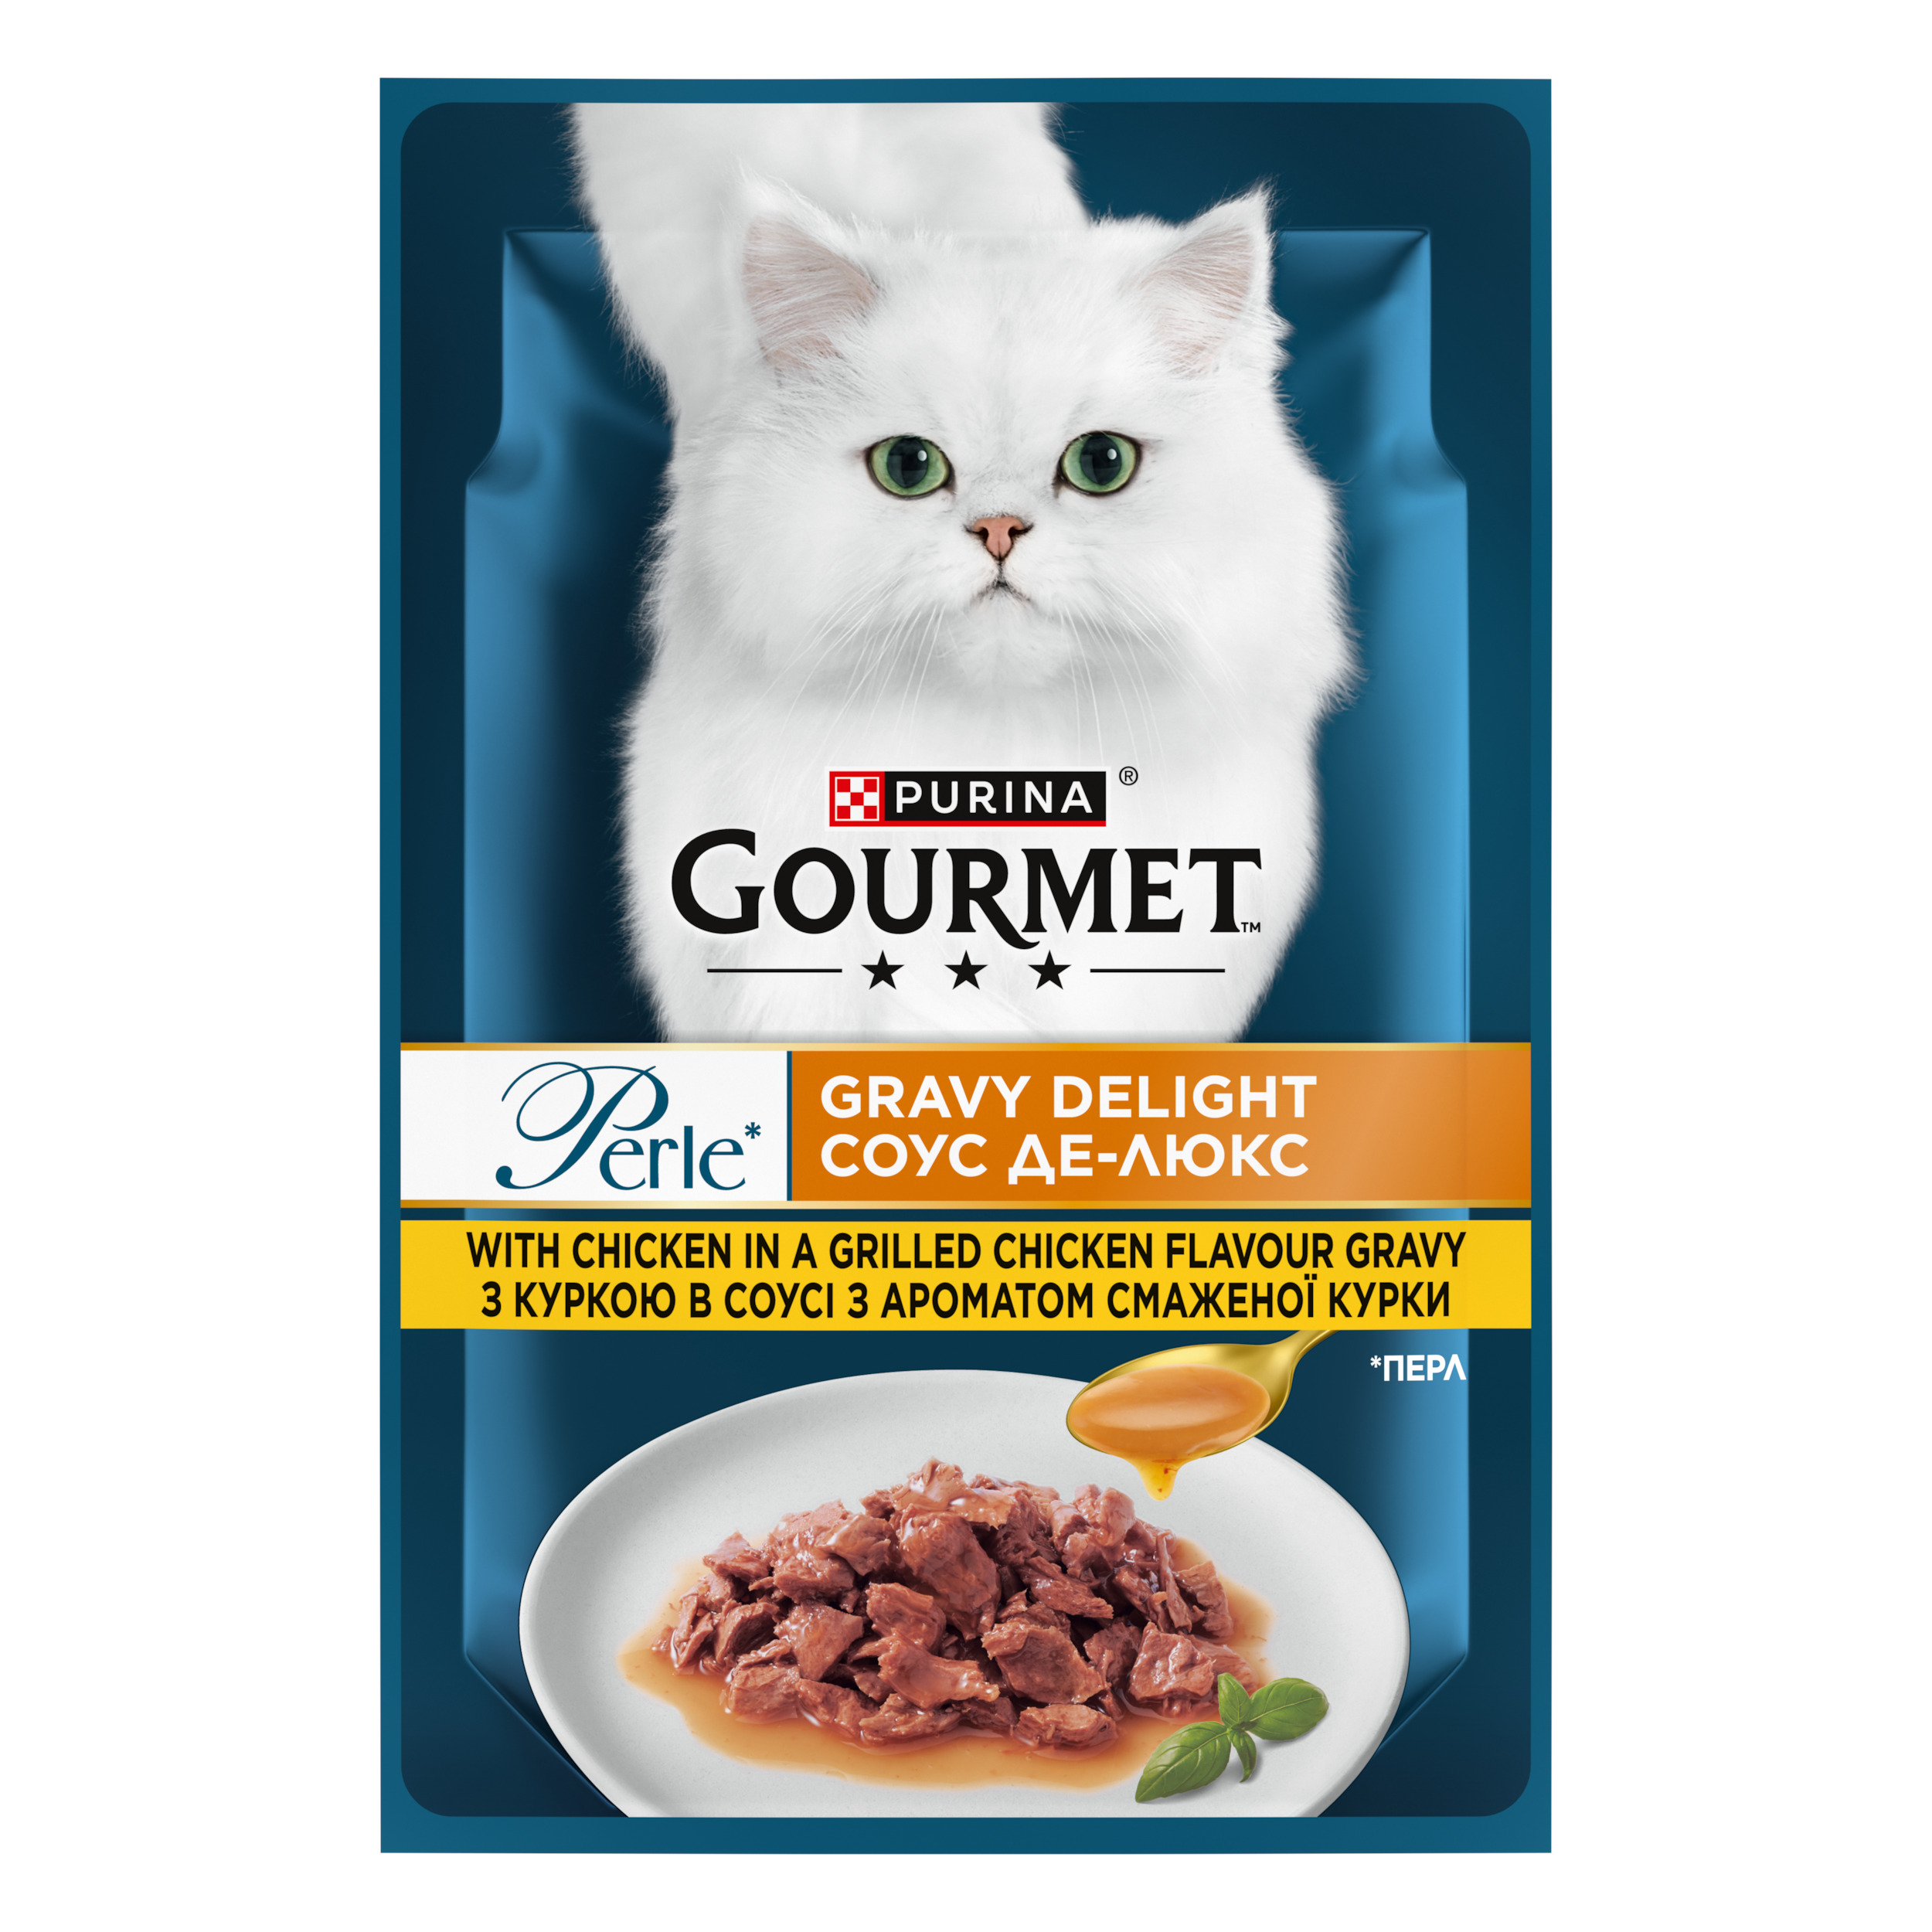 PURINA ®
GOURMET™
Perle*
GRAVY DELIGHT
СОУС ДЕ-ЛЮКС
WITH CHICKEN IN A GRILLED CHICKEN FLAVOUR GRAVY
З КУРКОЮ В СОУСІ З АРОМАТОМ СМАЖЕНОЇ КУРКИ
*ПЕРЛ